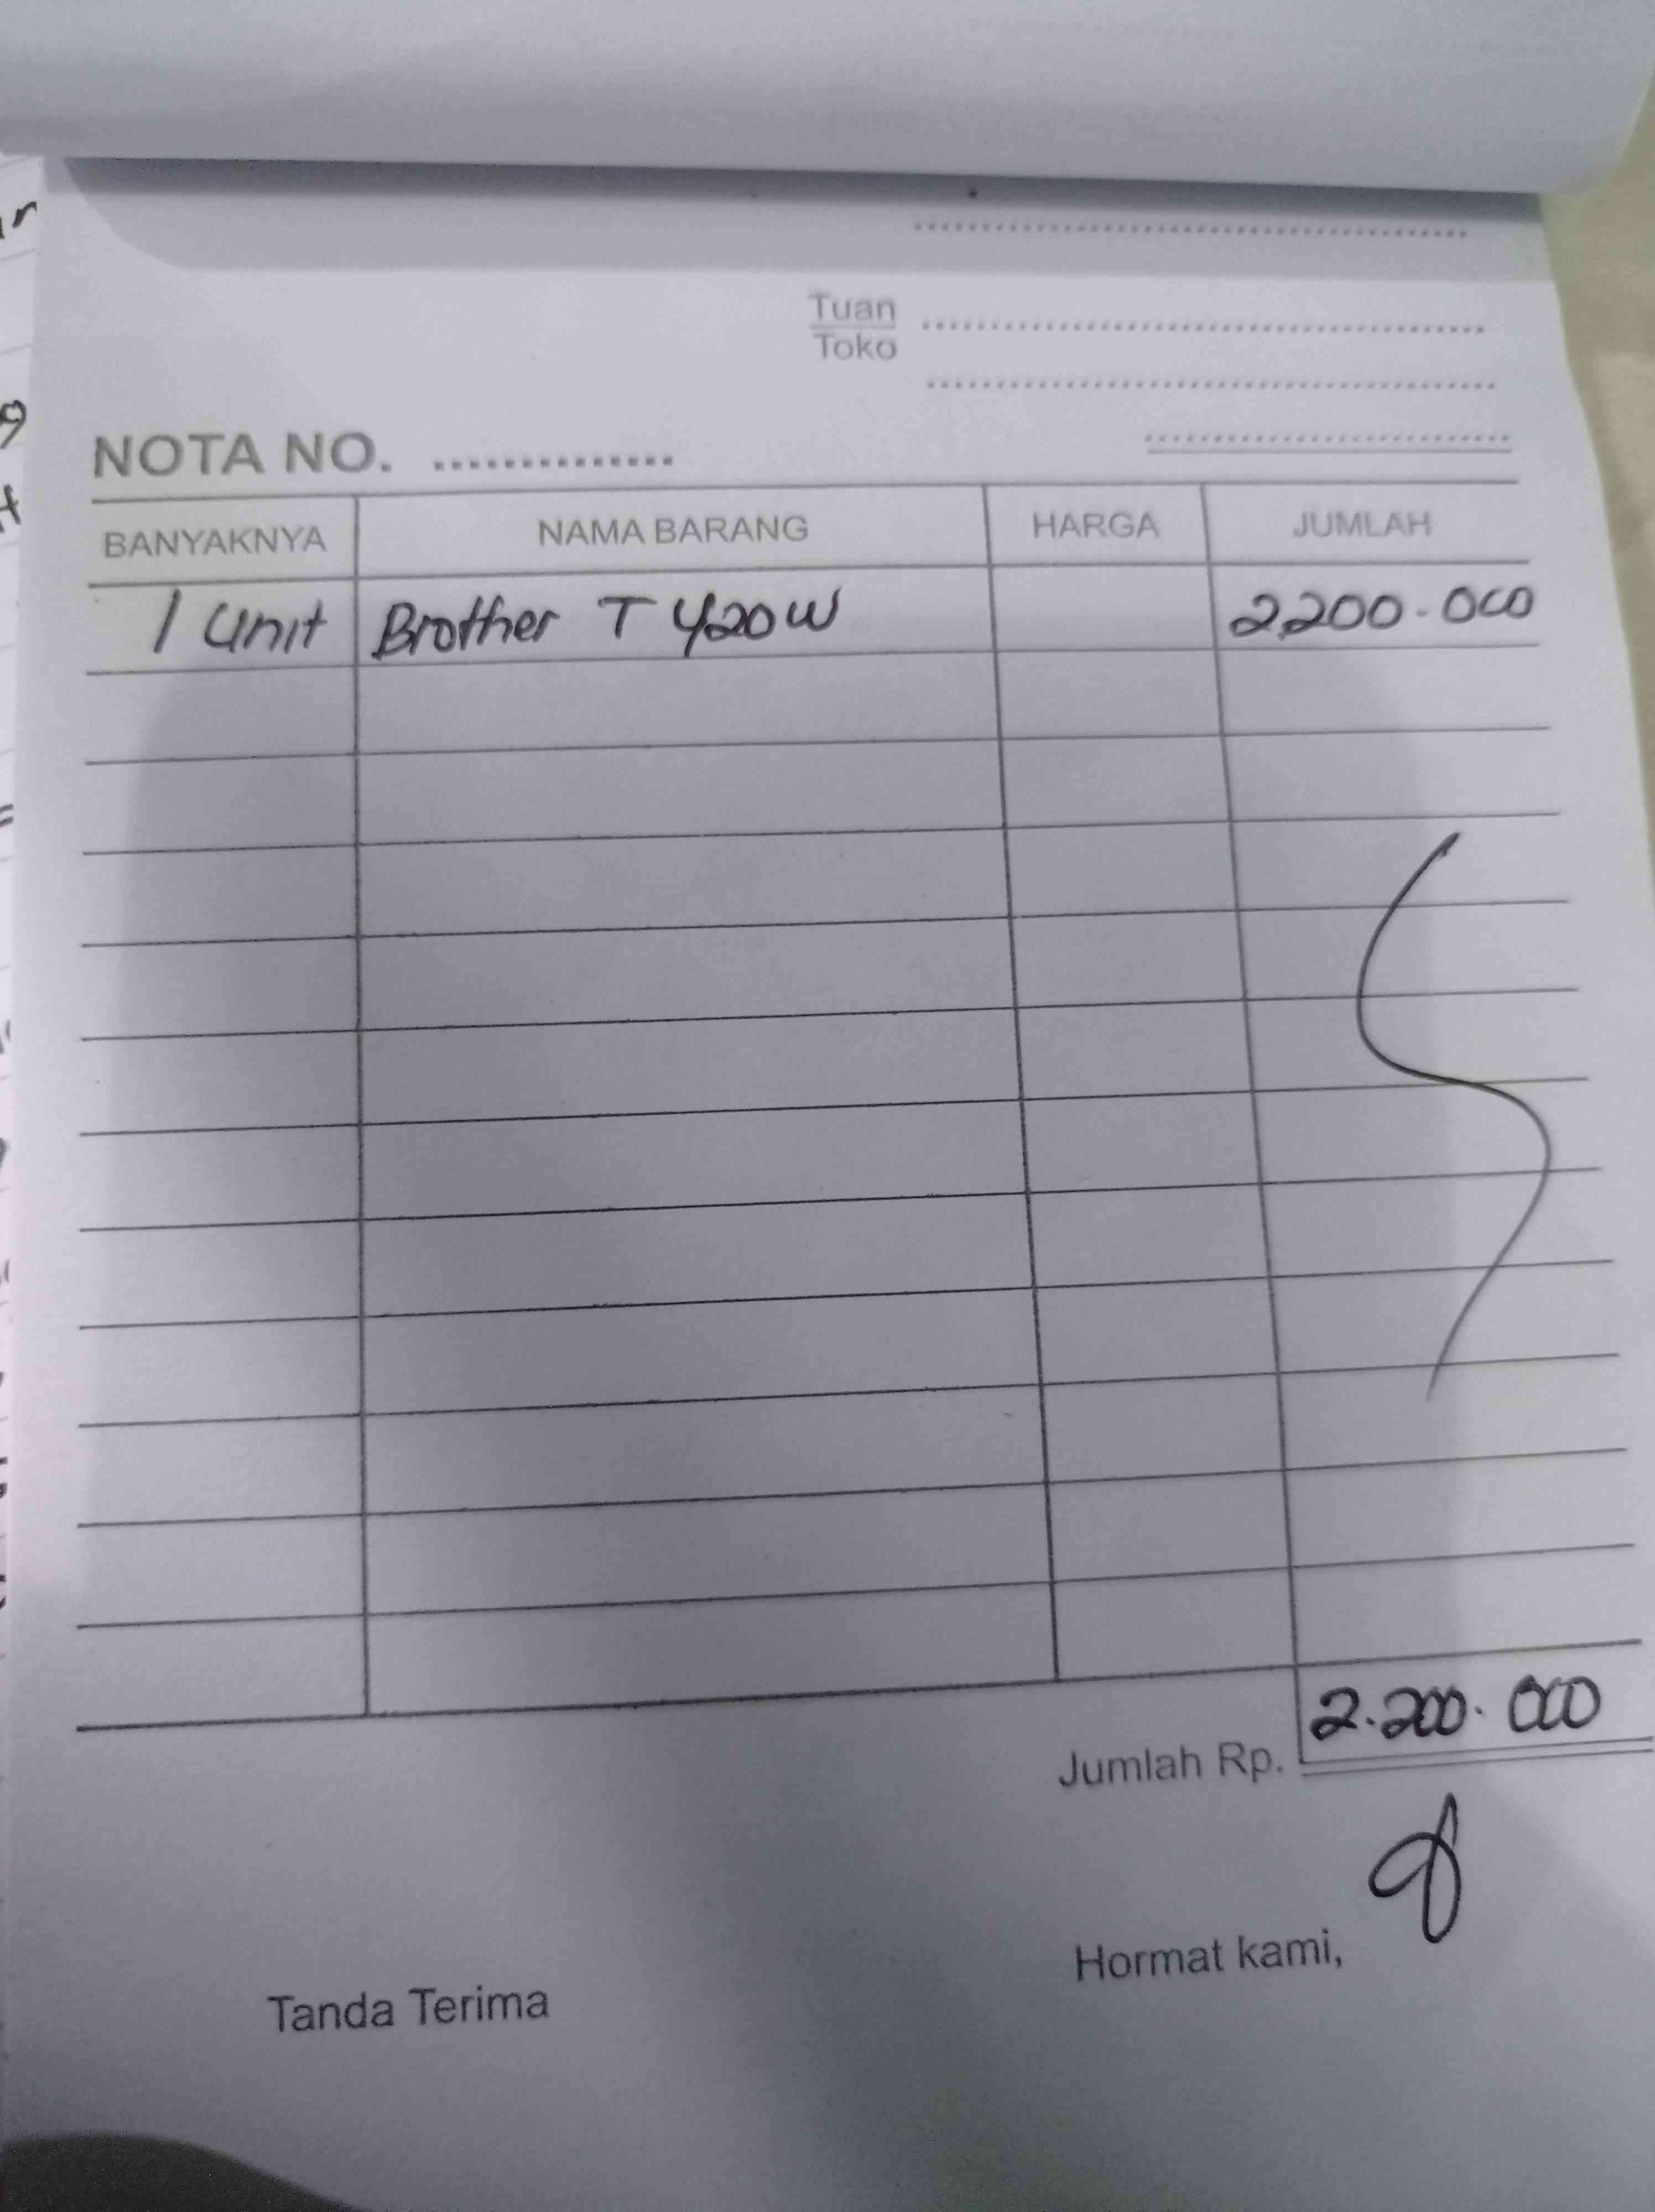 Tuan
Toko
NOTA NO. ..............
BANYAKNYA NAMA BARANG HARGA JUMLAH
1 Unit Brother T 420W 2.200.000
Jumlah Rp. 2.200.000
Hormat kami,
Tanda Terima